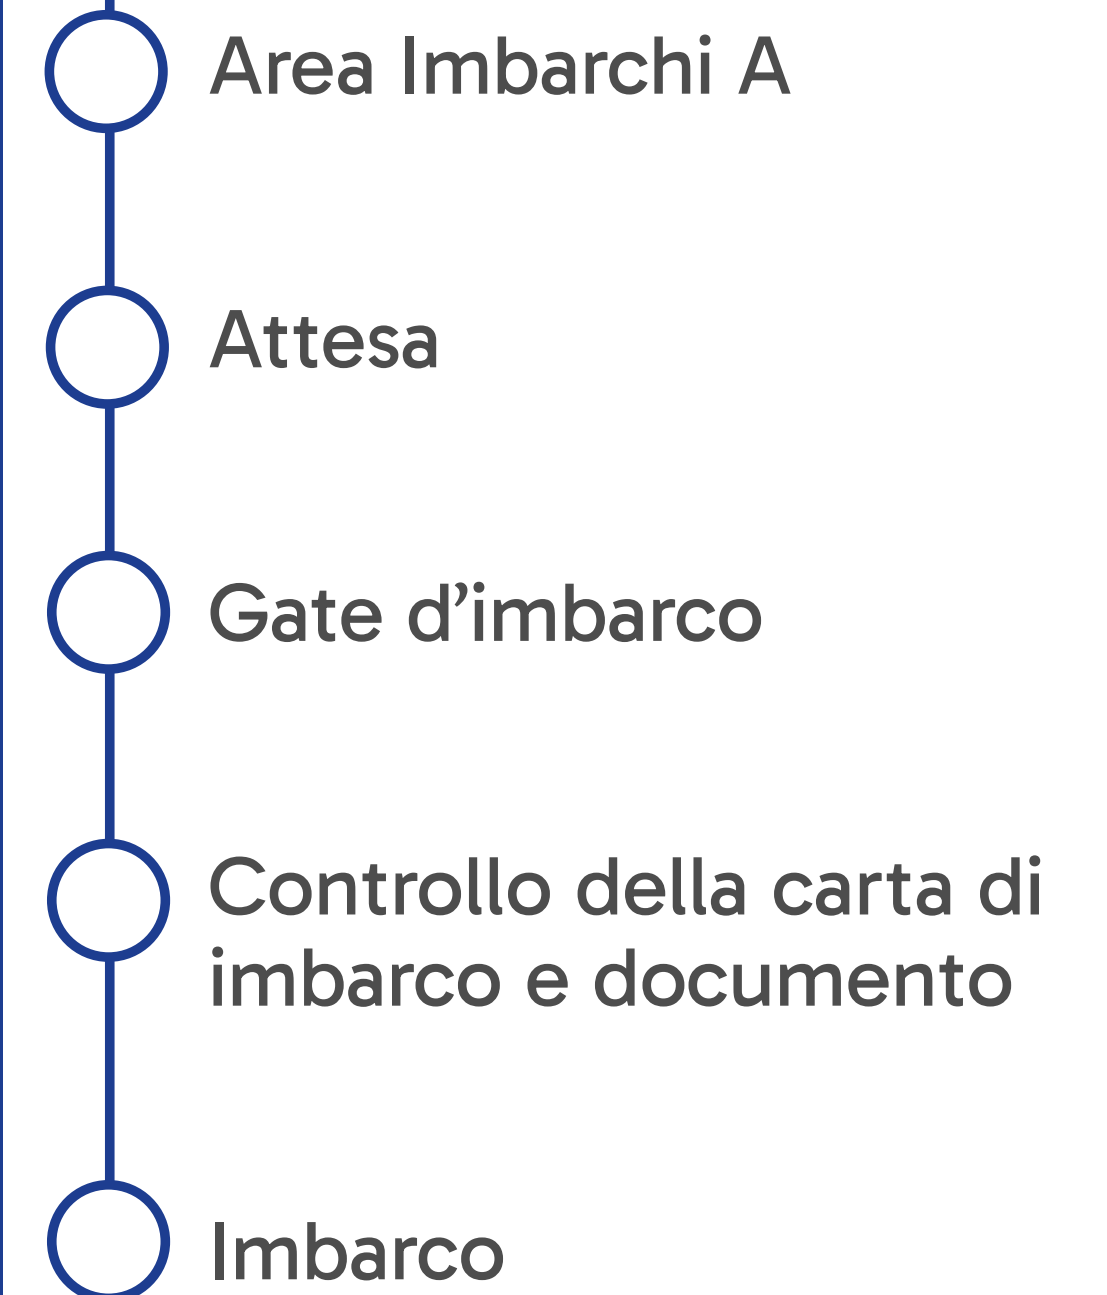 Area Imbarchi A
Attesa
Gate d’imbarco
Controllo della carta di
imbarco e documento
Imbarco